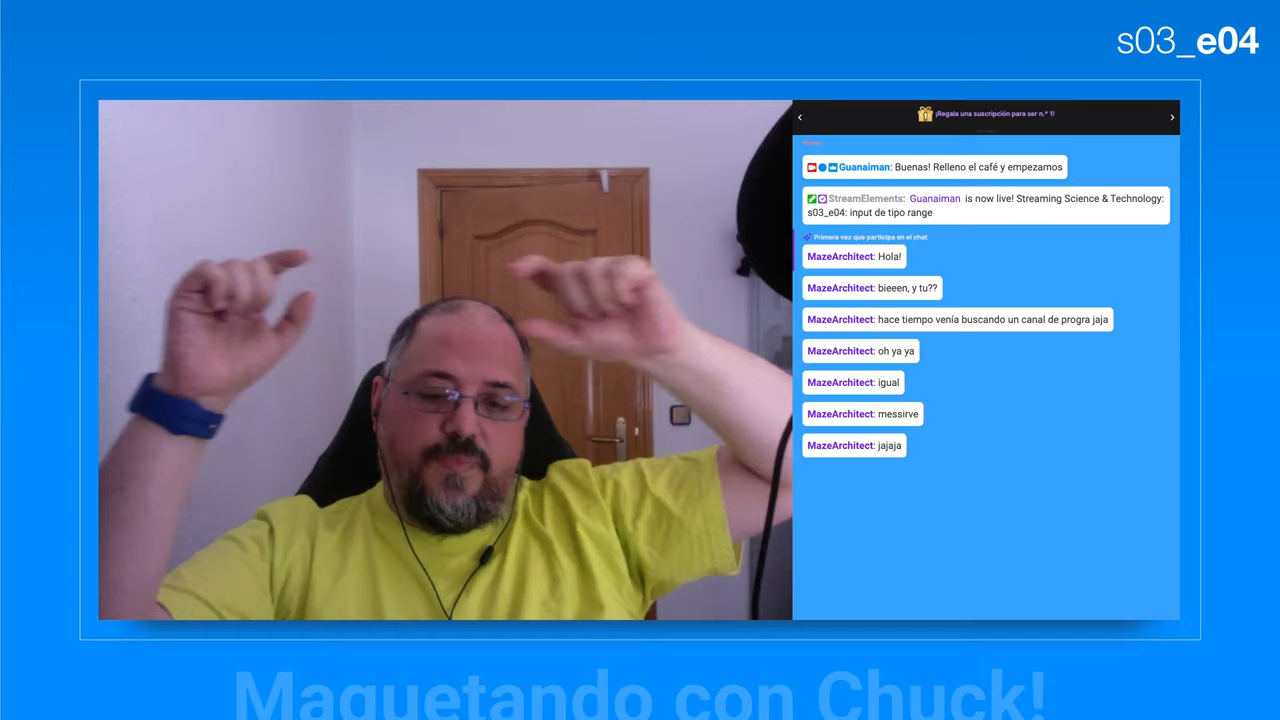 s03_e04
¡Regala una suscripción para ser n.º 1!
Guanaiman: Buenas! Relleno el café y empezamos
StreamElements: Guanaiman is now live! Streaming Science & Technology:
s03_e04: input de tipo range
Primera vez que participa en el chat
MazeArchitect: Hola!
MazeArchitect: bieeen, y tu??
MazeArchitect: hace tiempo venía buscando un canal de progra jaja
MazeArchitect: oh ya ya
MazeArchitect: igual
MazeArchitect: messirve
MazeArchitect: jajaja
Maquetando con Chuck!